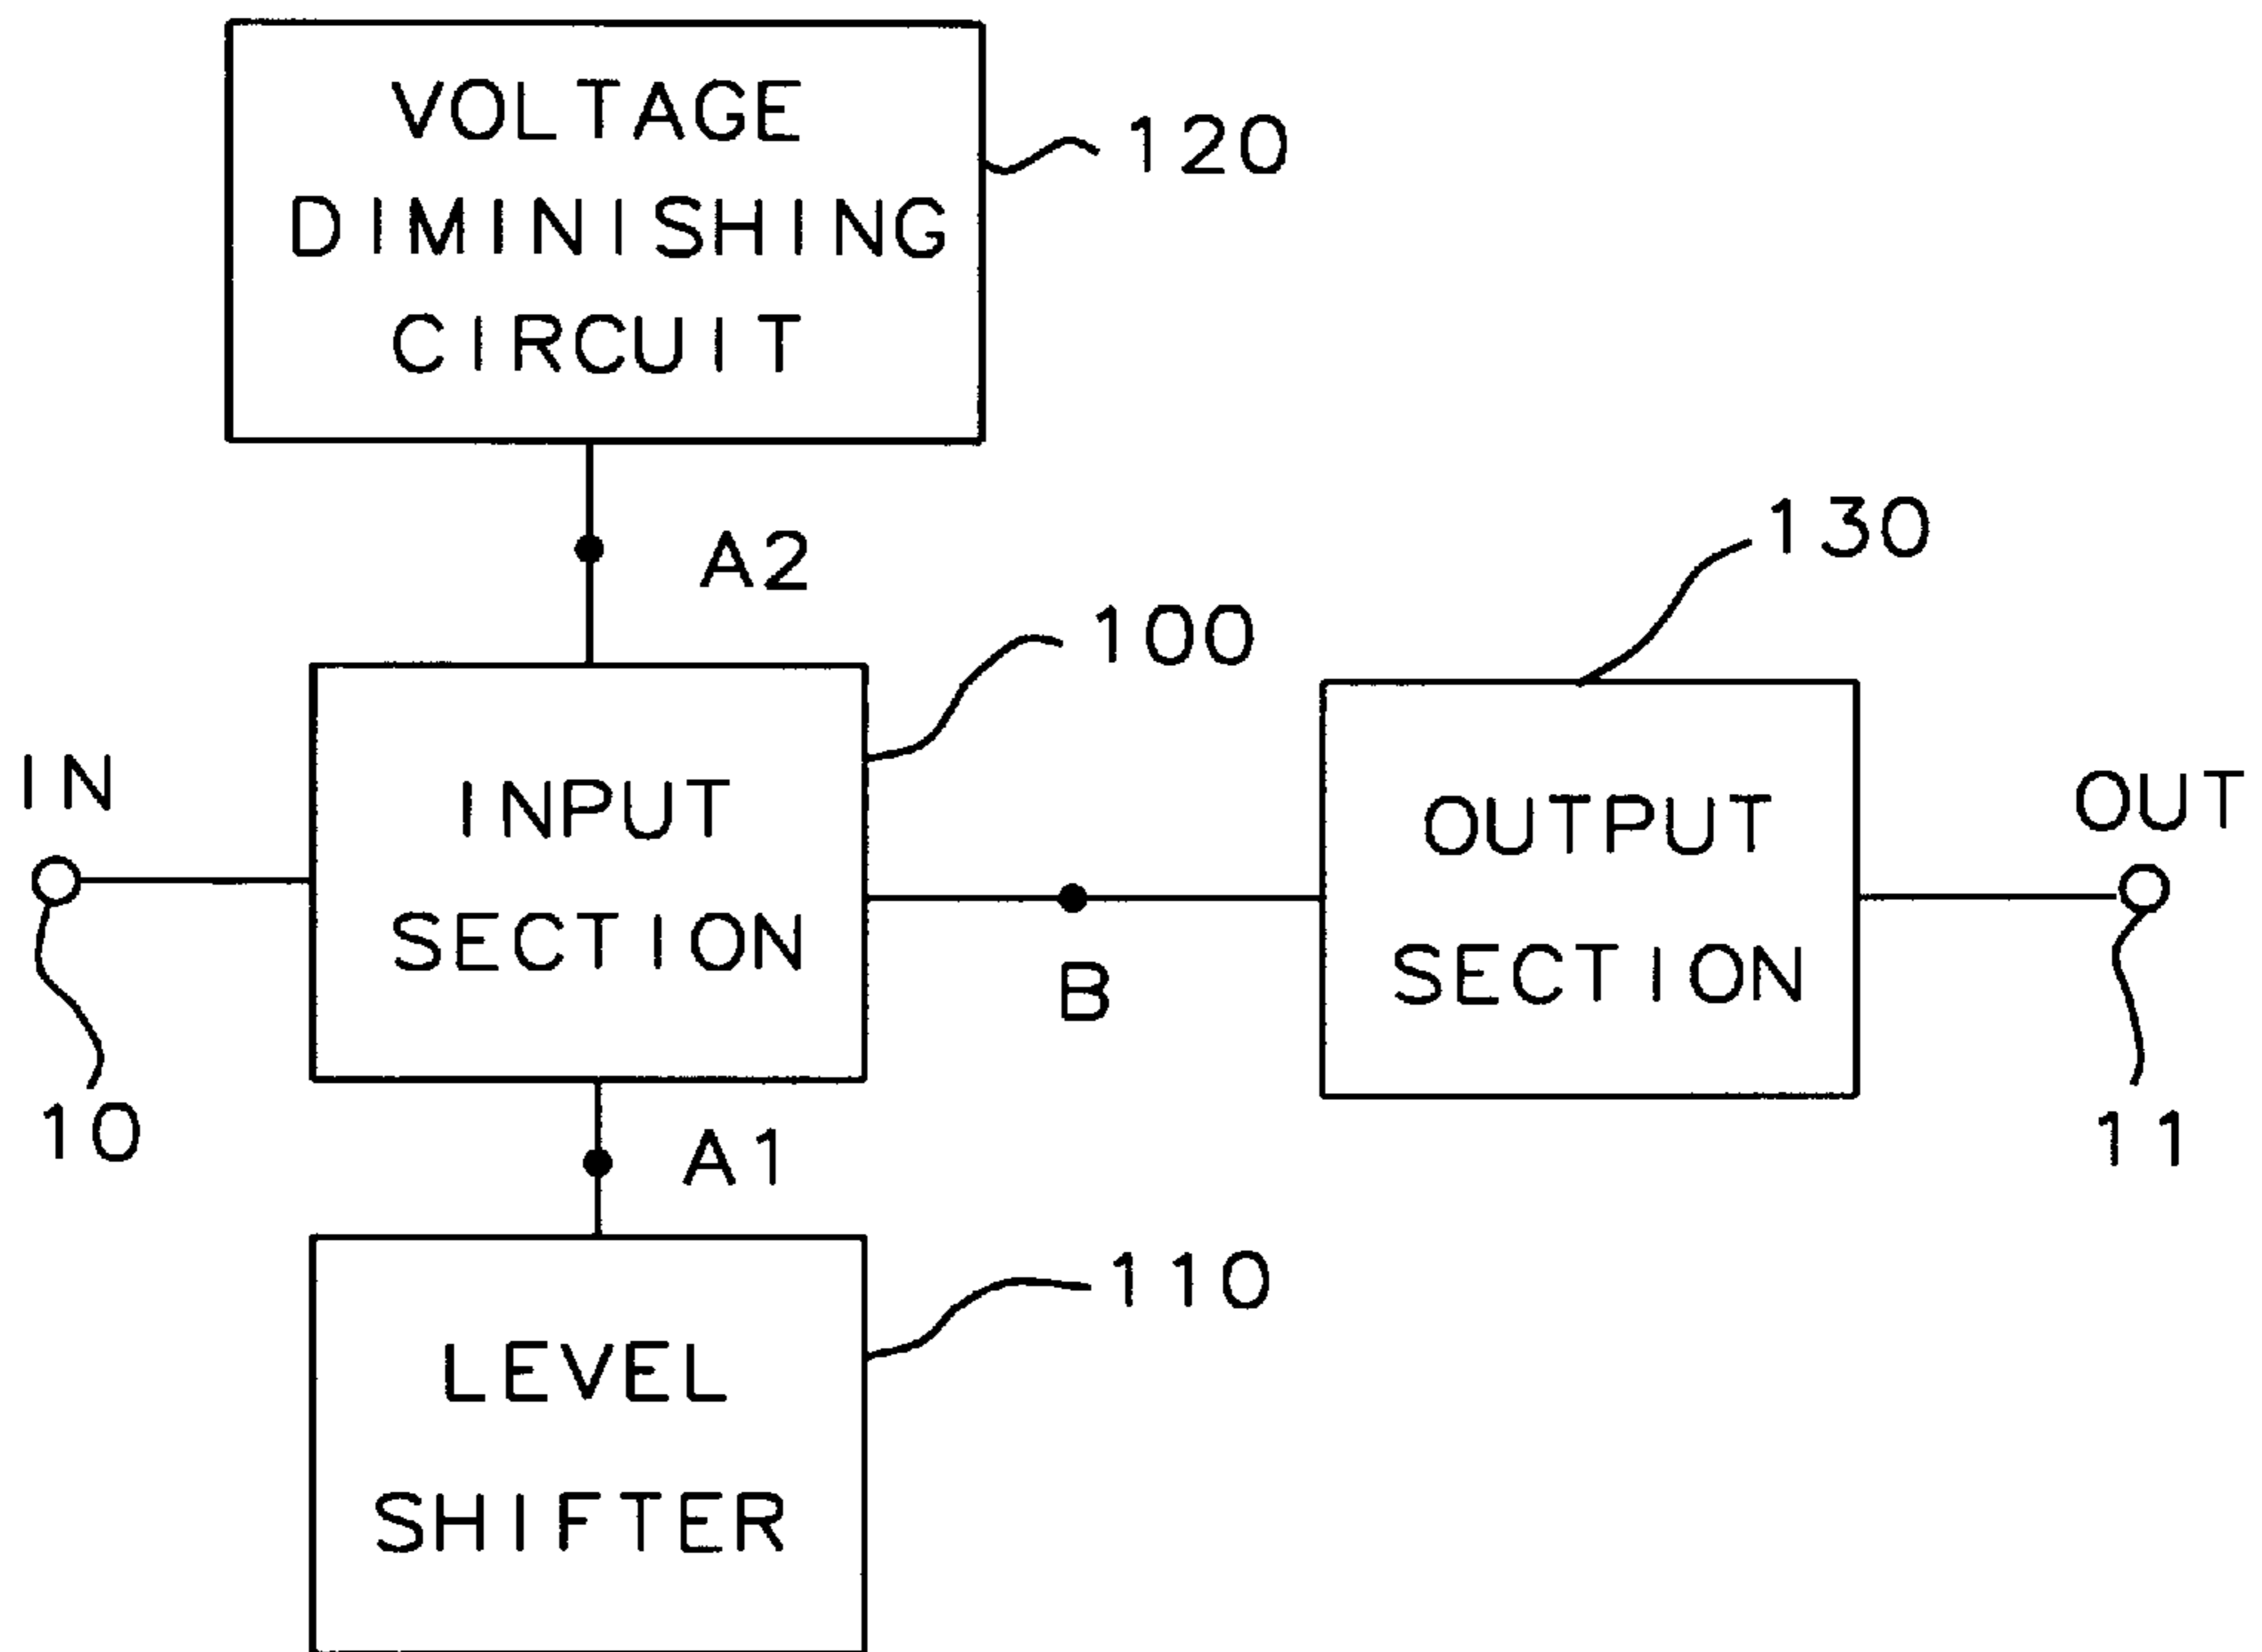 VOLTAGE
DIMINISHING
CIRCUIT
120
A2
130
100
IN
INPUT
SECTION
OUTPUT
SECTION
OUT
B
10
A1
11
110
LEVEL
SHIFTER